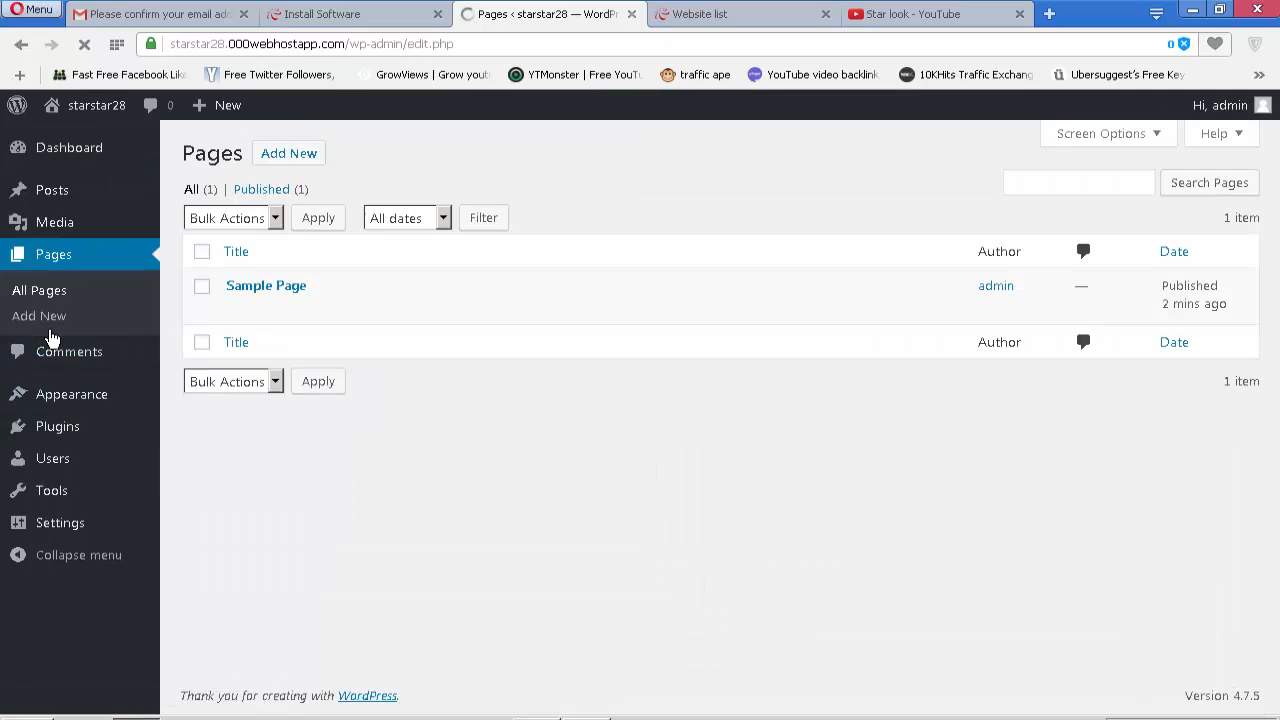 Menu
Please confirm your email ad
Install Software
Pages ‹ starstar28 — WordPr
Website list
Star look - YouTube
starstar28.000webhostapp.com/wp-admin/edit.php
0
Fast Free Facebook Like
Free Twitter Followers,
GrowViews | Grow yout
YTMonster | Free YouTu
traffic ape
YouTube video backlink
10KHits Traffic Exchang
Ubersuggest's Free Key
»
starstar28
0
New
Hi, admin
Screen Options
Help
Dashboard
Posts
Media
Pages
All Pages
Add New
Comments
Appearance
Plugins
Users
Tools
Settings
Collapse menu
Pages
Add New
All (1) | Published (1)
Search Pages
Bulk Actions
Apply
All dates
Filter
1 item
Title
Author
Date
Sample Page
admin
—
Published
2 mins ago
Title
Author
Date
Bulk Actions
Apply
1 item
Thank you for creating with WordPress.
Version 4.7.5